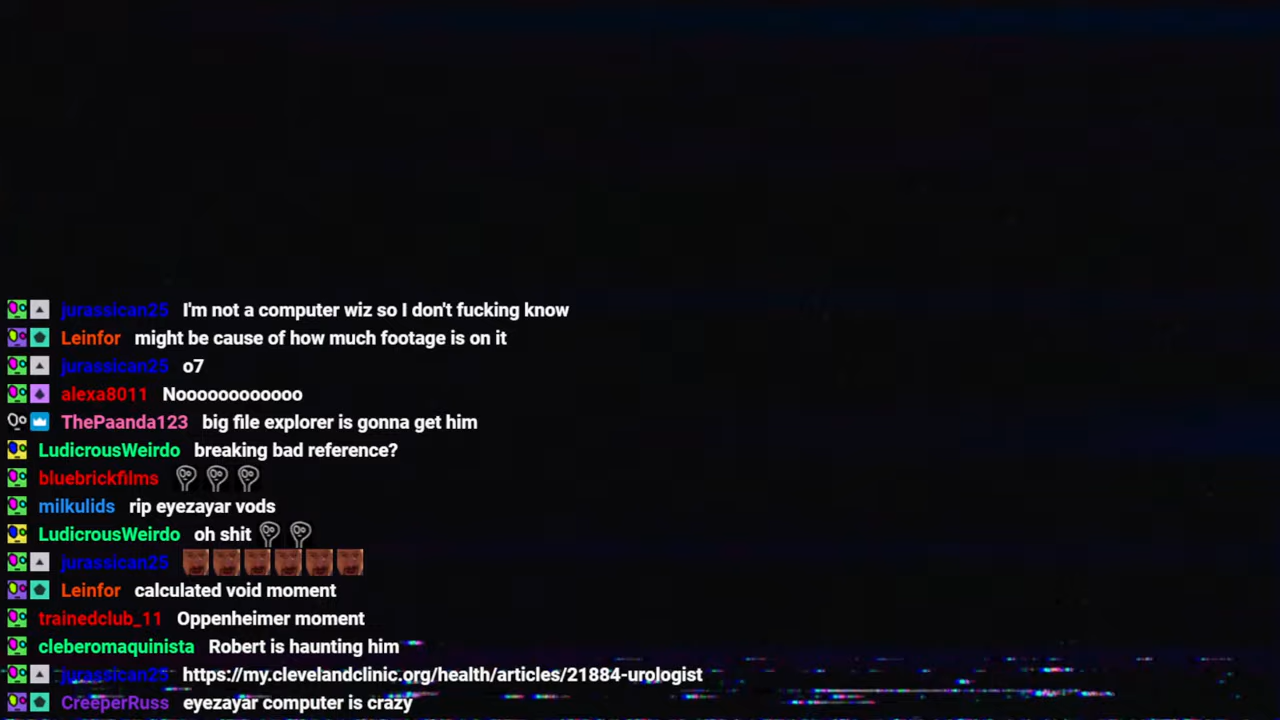 jurassican25 I'm not a computer wiz so I don't fucking know
Leinfor might be cause of how much footage is on it
jurassican25 o7
alexa8011 Noooooooooooo
ThePaanda123 big file explorer is gonna get him
LudicrousWeirdo breaking bad reference?
bluebrickfilms
milkulids rip eyezayar vods
LudicrousWeirdo oh shit
jurassican25
Leinfor calculated void moment
trainedclub_11 Oppenheimer moment
cleberomaquinista Robert is haunting him
jurassican25 https://my.clevelandclinic.org/health/articles/21884-urologist
CreeperRuss eyezayar computer is crazy